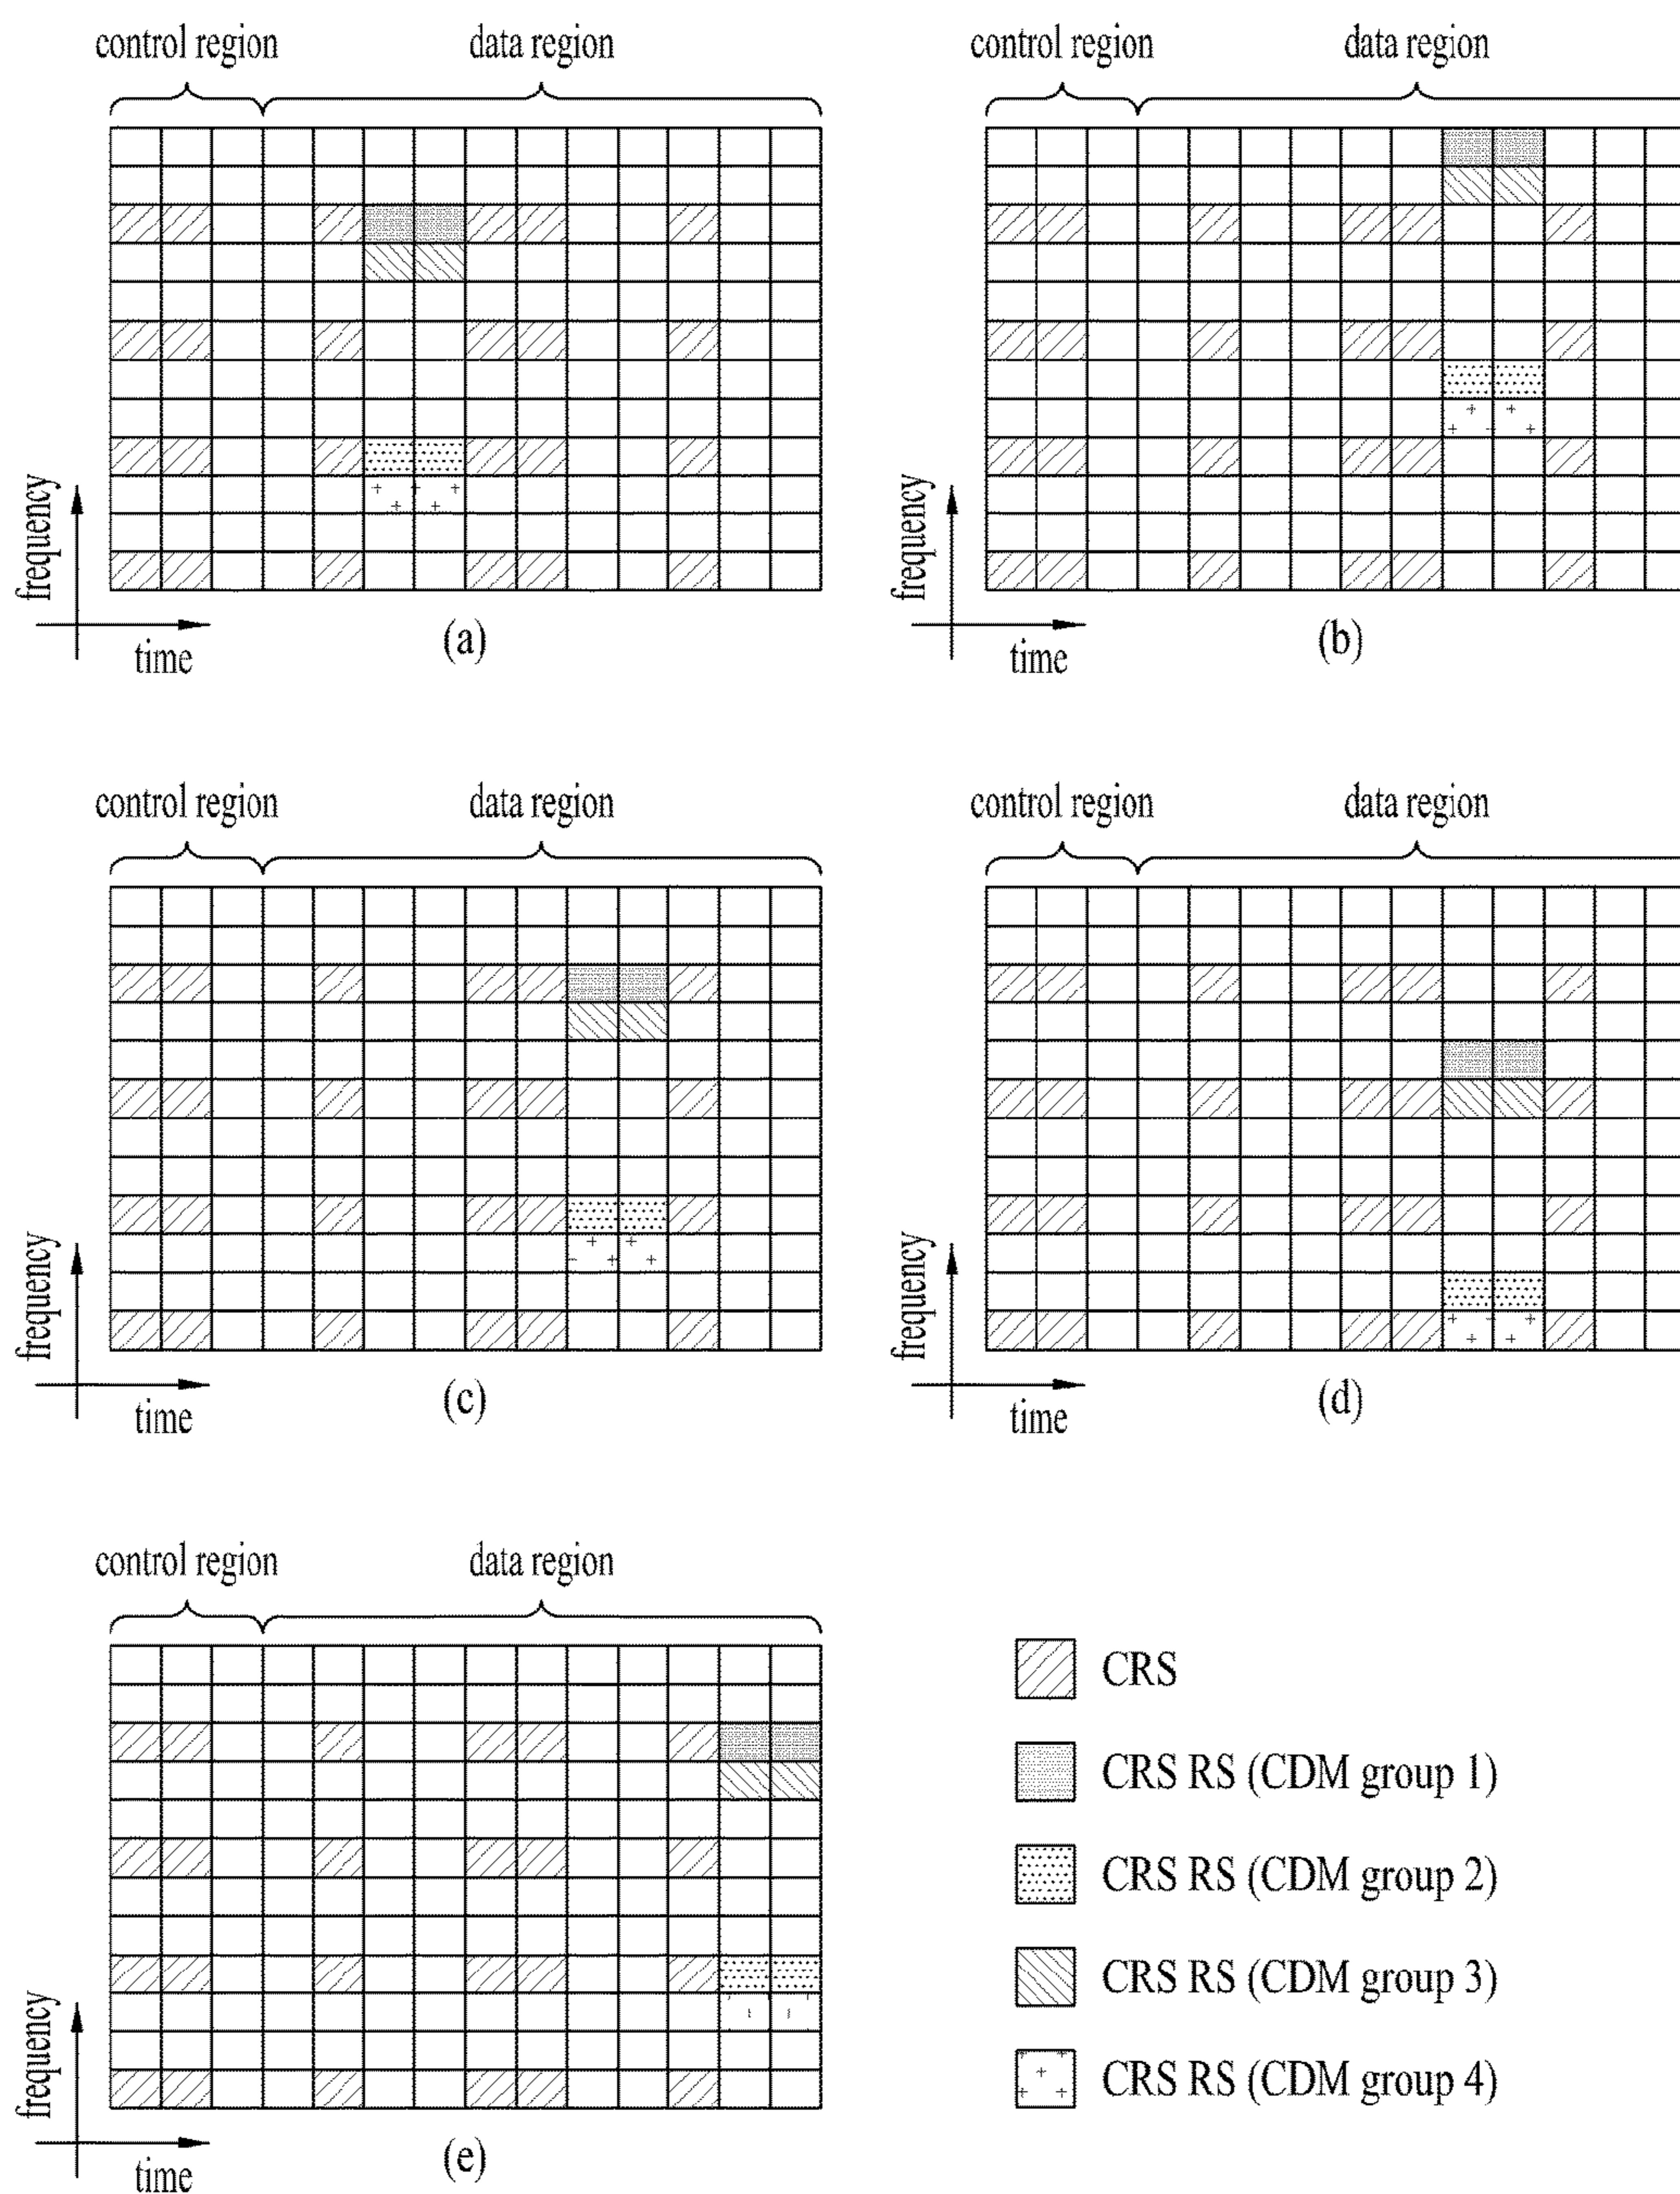 control region
data region
control region
data region
frequency
time
(a)
frequency
time
(b)
control region
data region
control region
data region
frequency
time
(c)
frequency
time
(d)
control region
data region
frequency
time
(e)
CRS
CRS RS (CDM group 1)
CRS RS (CDM group 2)
CRS RS (CDM group 3)
CRS RS (CDM group 4)